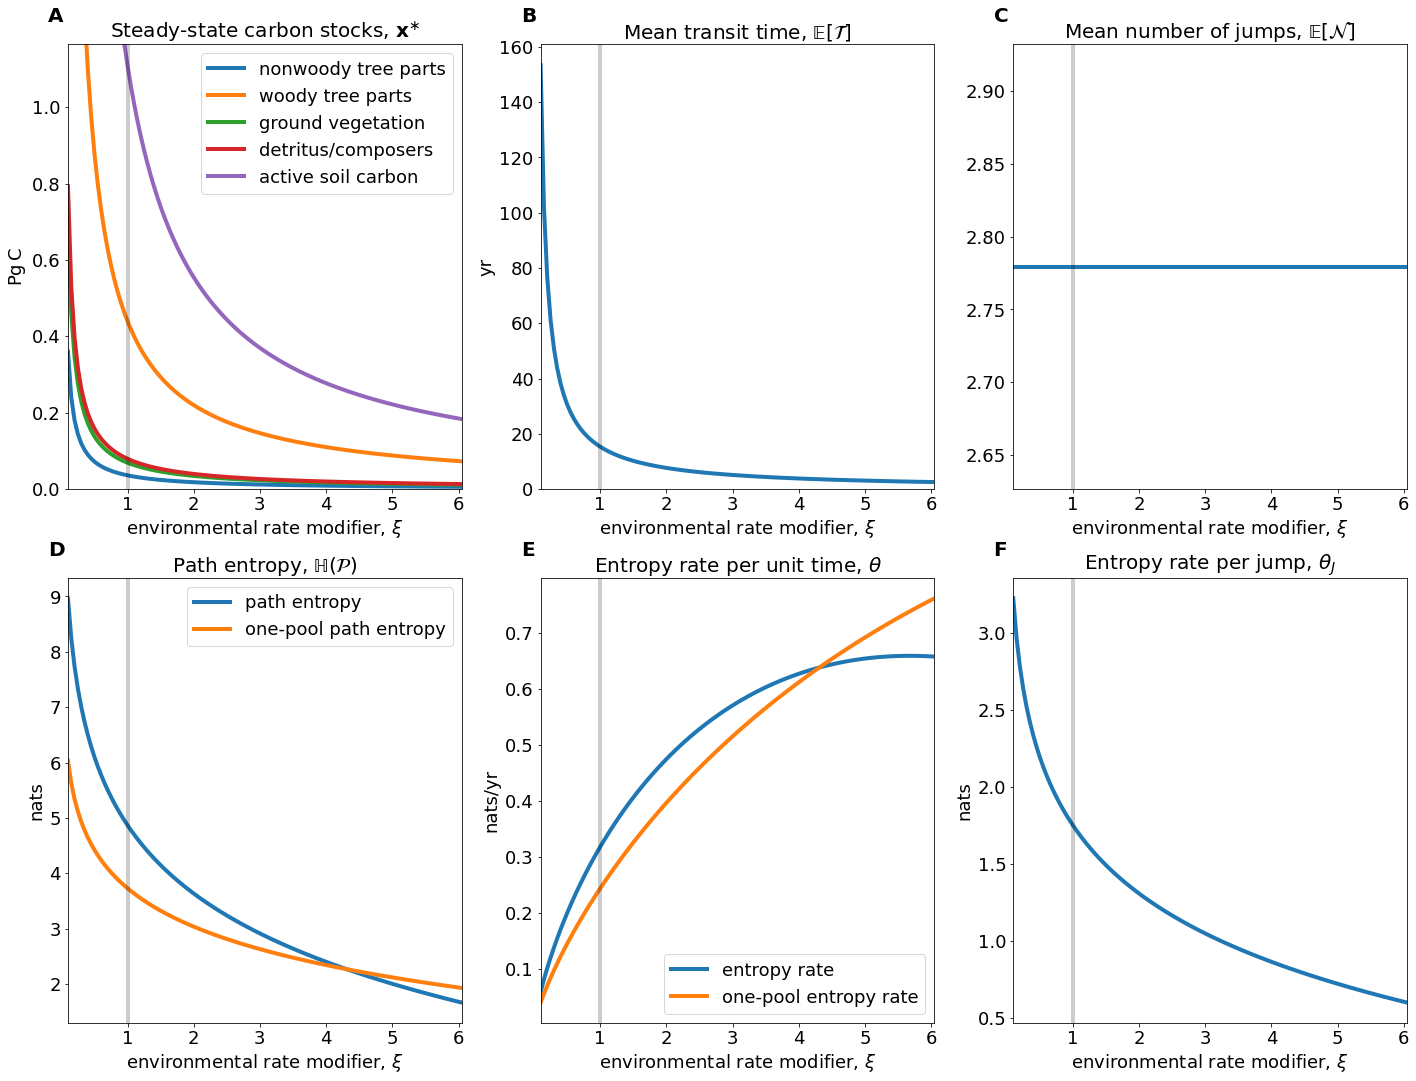 A
Steady-state carbon stocks, x*
Pg C
1.0
0.8
0.6
0.4
0.2
0.0
nonwoody tree parts
woody tree parts
ground vegetation
detritus/composers
active soil carbon
1 2 3 4 5 6
environmental rate modifier, ξ
B
Mean transit time, 𝔼[𝒯]
yr
160
140
120
100
80
60
40
20
0
1 2 3 4 5 6
environmental rate modifier, ξ
C
Mean number of jumps, 𝔼[𝒩]
2.90
2.85
2.80
2.75
2.70
2.65
1 2 3 4 5 6
environmental rate modifier, ξ
D
Path entropy, ℍ(𝒫)
nats
9
8
7
6
5
4
3
2
path entropy
one-pool path entropy
1 2 3 4 5 6
environmental rate modifier, ξ
E
Entropy rate per unit time, θ
nats/yr
0.7
0.6
0.5
0.4
0.3
0.2
0.1
entropy rate
one-pool entropy rate
1 2 3 4 5 6
environmental rate modifier, ξ
F
Entropy rate per jump, θ_J
nats
3.0
2.5
2.0
1.5
1.0
0.5
1 2 3 4 5 6
environmental rate modifier, ξ